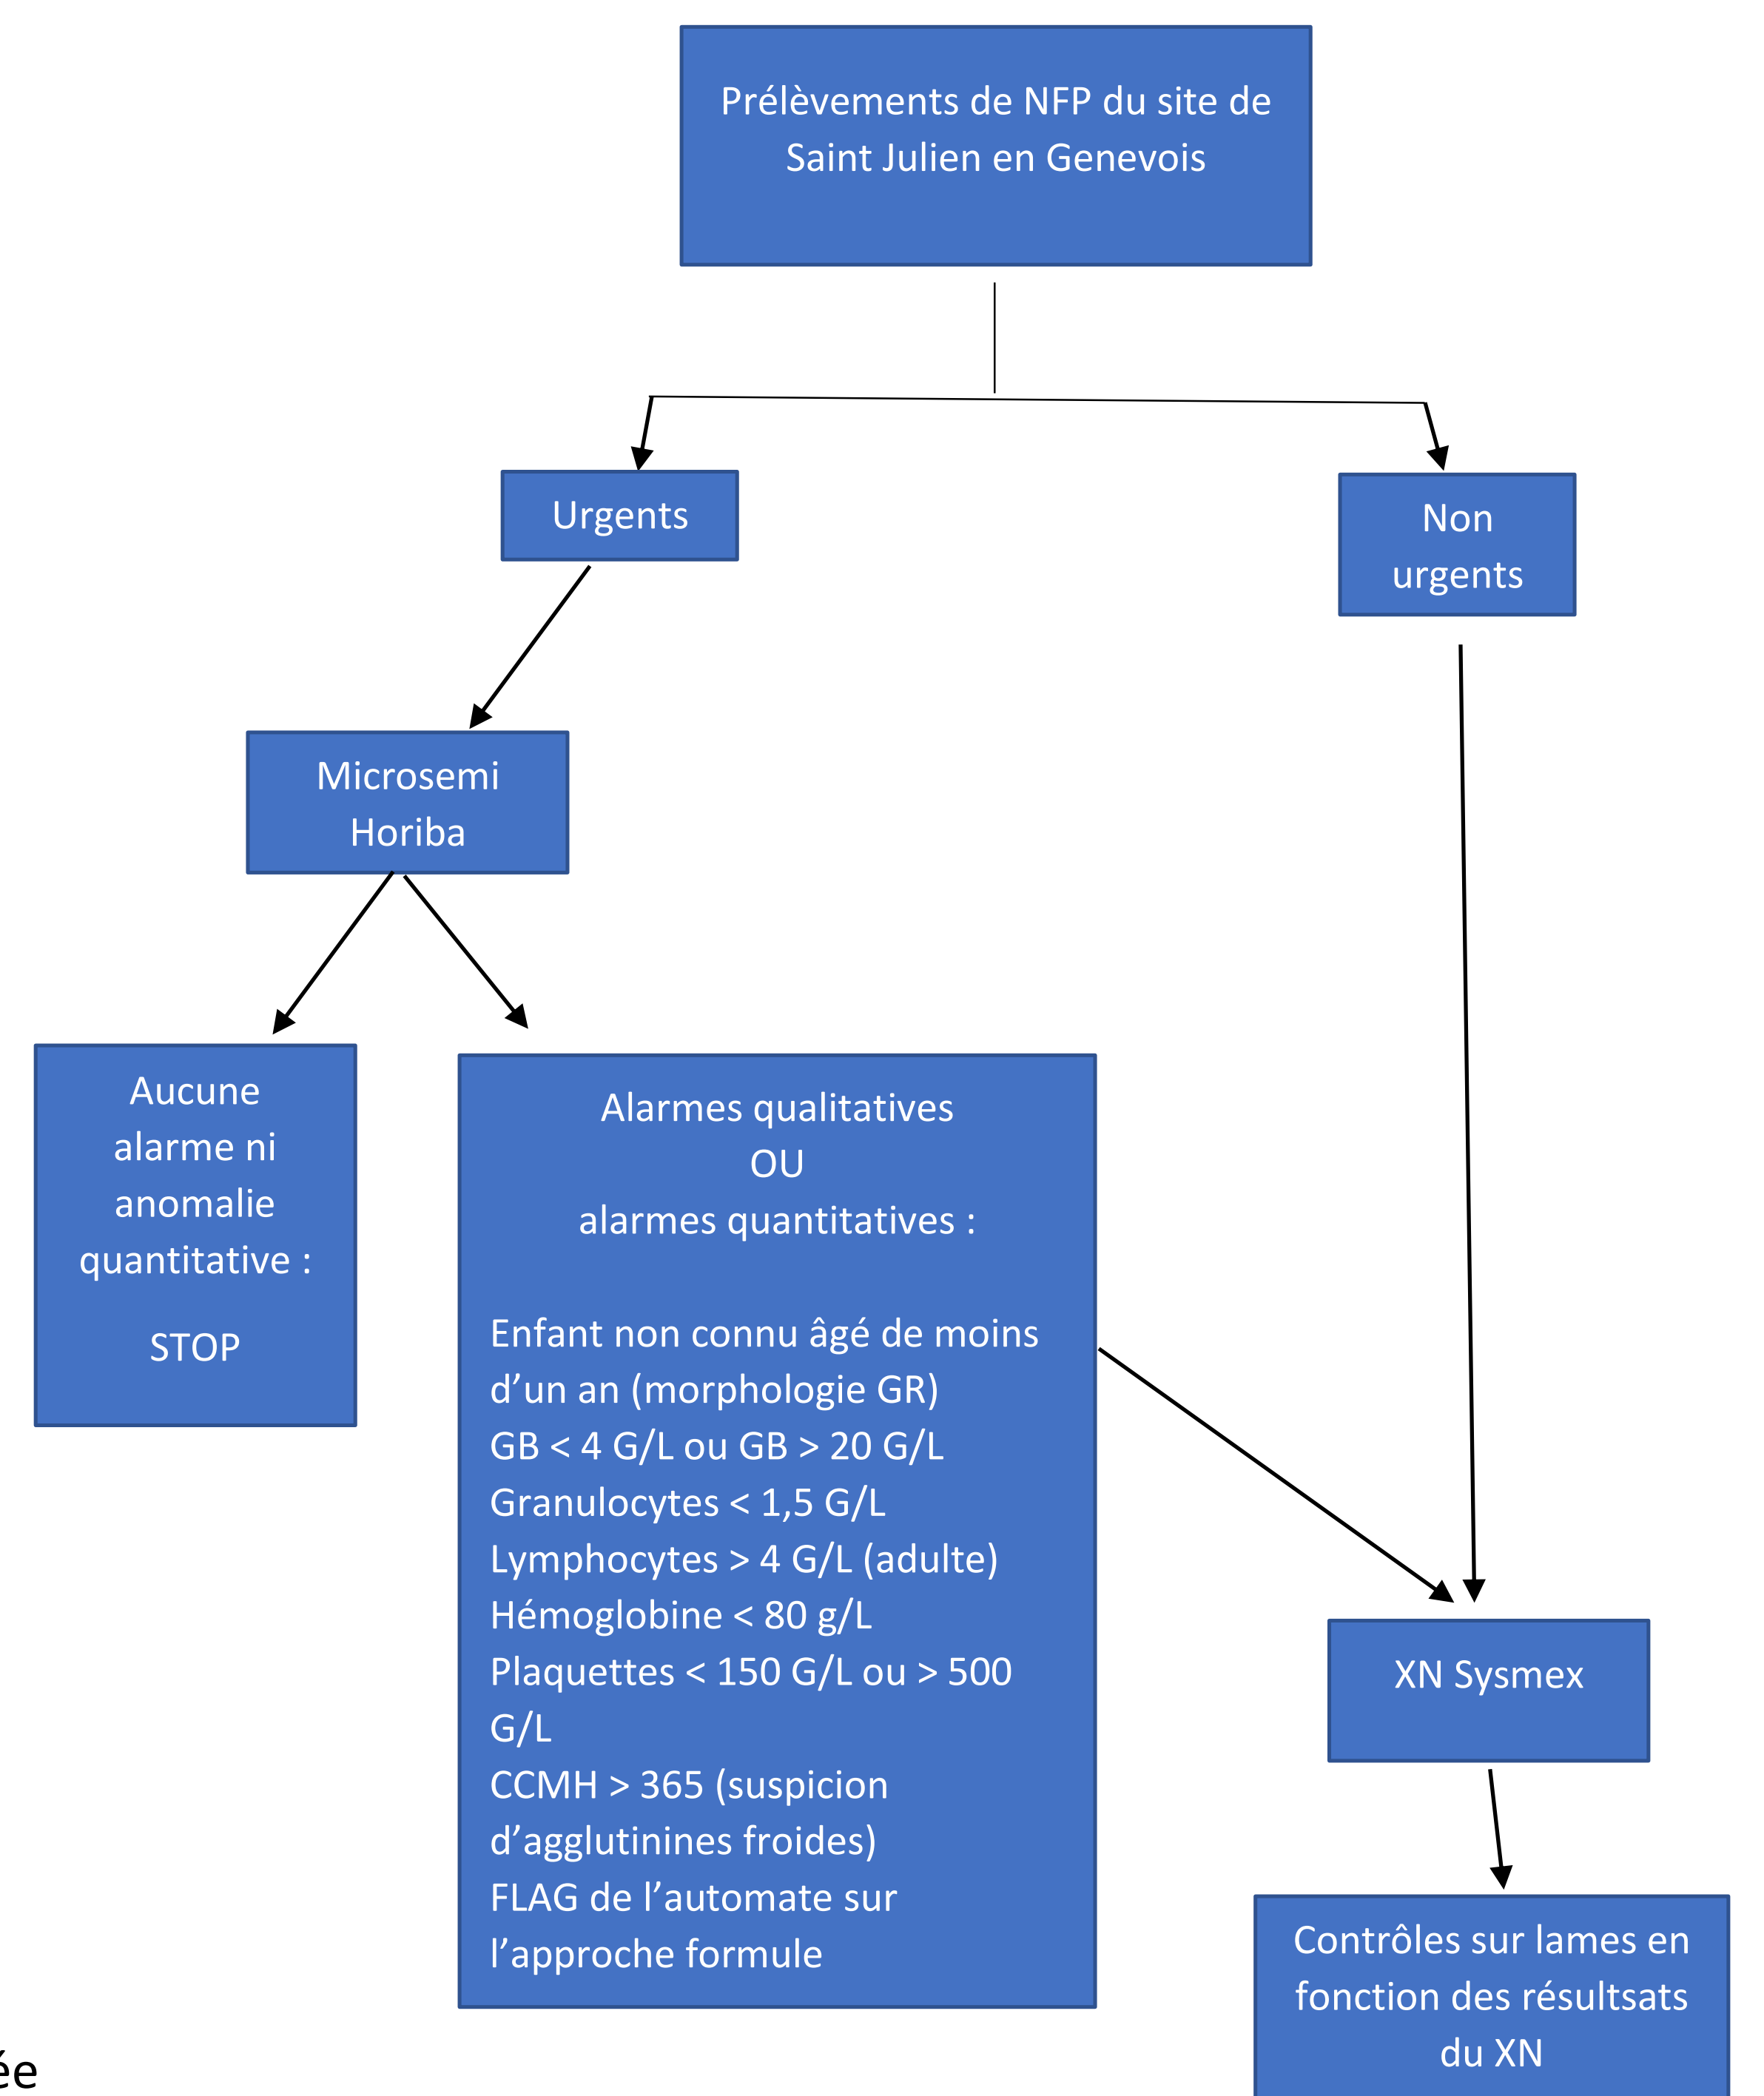 Prélèvements de NFP du site de
Saint Julien en Genevois
Urgents
Non
urgents
Microsemi
Horiba
Aucune
alarme ni
anomalie
quantitative :
STOP
Alarmes qualitatives
OU
alarmes quantitatives :
Enfant non connu âgé de moins
d’un an (morphologie GR)
GB < 4 G/L ou GB > 20 G/L
Granulocytes < 1,5 G/L
Lymphocytes > 4 G/L (adulte)
Hémoglobine < 80 g/L
Plaquettes < 150 G/L ou > 500
G/L
CCMH > 365 (suspicion
d’agglutinines froides)
FLAG de l’automate sur
l’approche formule
XN Sysmex
Contrôles sur lames en
fonction des résultsats
du XN
ée